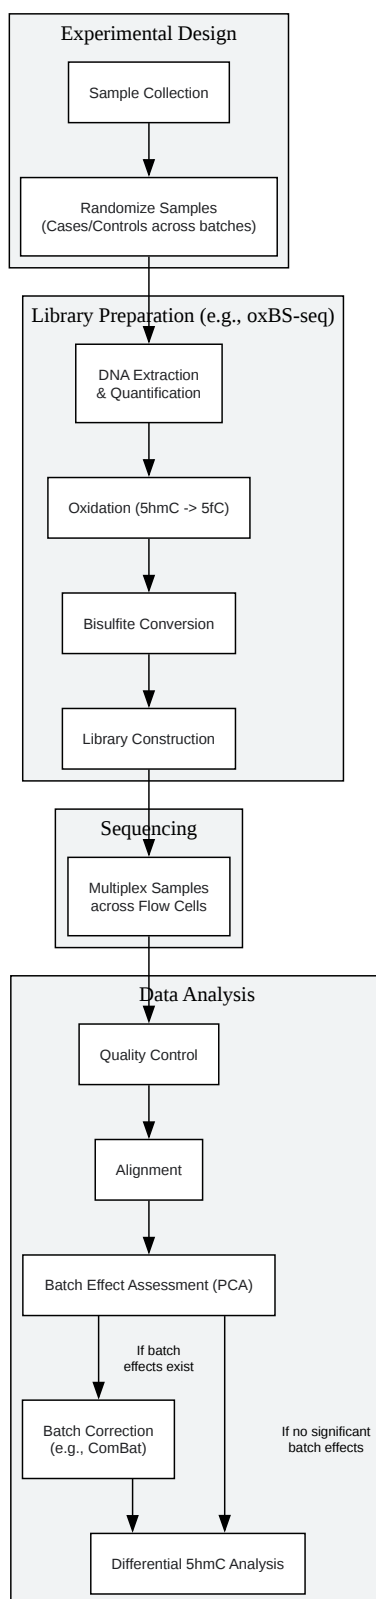 Experimental Design
Sample Collection
Randomize Samples
(Cases/Controls across batches)
Library Preparation (e.g., oxBS-seq)
DNA Extraction
& Quantification
Oxidation (5hmC -> 5fC)
Bisulfite Conversion
Library Construction
Sequencing
Multiplex Samples
across Flow Cells
Data Analysis
Quality Control
Alignment
Batch Effect Assessment (PCA)
If batch
effects exist
Batch Correction
(e.g., ComBat)
If no significant
batch effects
Differential 5hmC Analysis